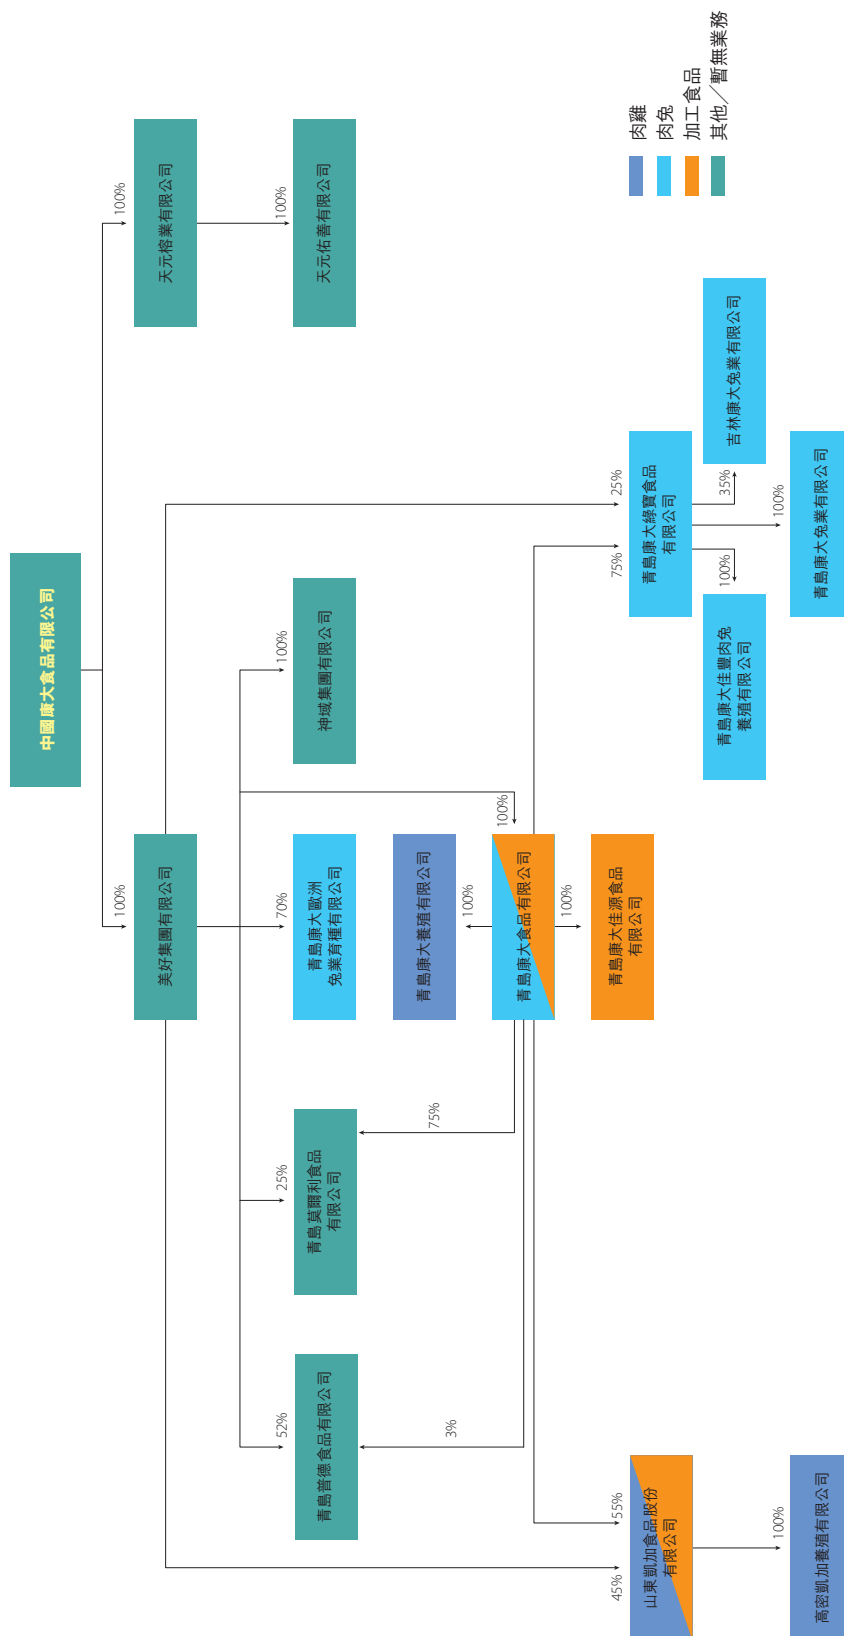 中國康大食品有限公司
100%
100%
美好集團有限公司
天元榕業有限公司
52%
25%
70%
100%
100%
青島普德食品有限公司
青島莫爾利食品
有限公司
青島康大歐洲
兔業育種有限公司
神域集團有限公司
天元佑善有限公司
3%
75%
青島康大養殖有限公司
100%
100%
青島康大食品有限公司
100%
青島康大佳源食品
有限公司
45%
55%
75%
25%
山東凱加食品股份
有限公司
青島康大綠寶食品
有限公司
100%
35%
青島康大佳豐肉兔
養殖有限公司
吉林康大兔業有限公司
100%
100%
高密凱加養殖有限公司
青島康大兔業有限公司
肉雞
肉兔
加工食品
其他／暫無業務